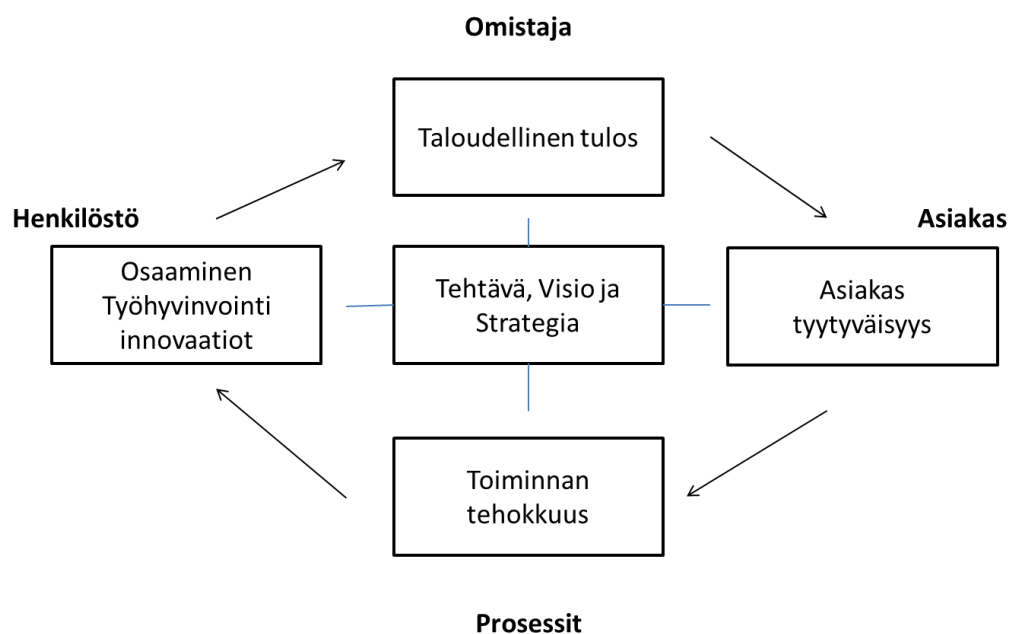 Omistaja
Taloudellinen tulos
Henkilöstö
Asiakas
Osaaminen
Työhyvinvointi
innovaatiot
Tehtävä, Visio ja
Strategia
Asiakas
tyytyväisyys
Toiminnan
tehokkuus
Prosessit